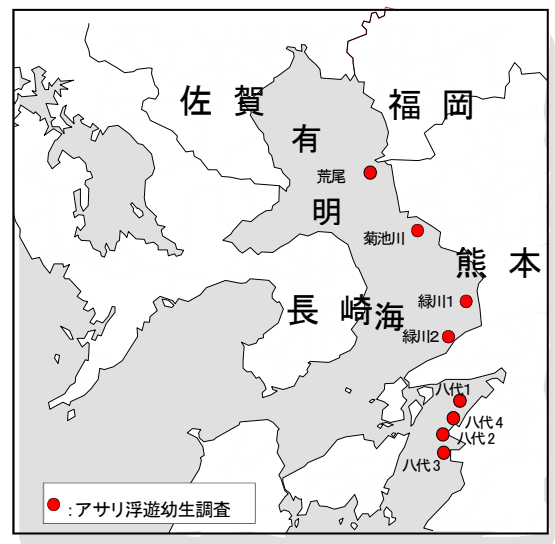 佐賀
福岡
有
明
海
荒尾
菊池川
熊本
長崎
緑川1
緑川2
八代1
八代4
八代2
八代3
：アサリ浮遊幼生調査